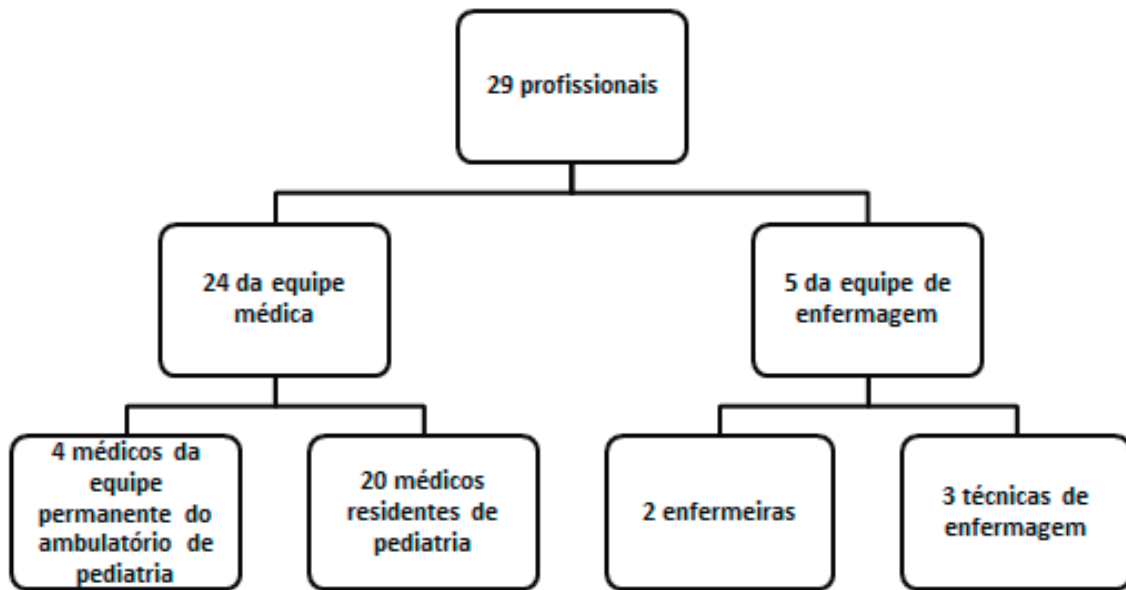 29 profissionais
24 da equipe
médica
5 da equipe de
enfermagem
4 médicos da
equipe
permanente do
ambulatório de
pediatria
20 médicos
residentes de
pediatria
2 enfermeiras
3 técnicas de
enfermagem